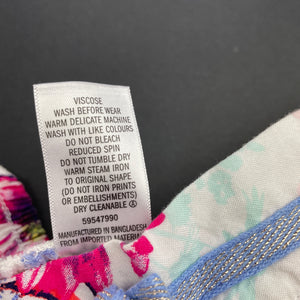 VISCOSE
WASH BEFORE WEAR
WARM DELICATE MACHINE
WASH WITH LIKE COLOURS
DO NOT BLEACH
REDUCED SPIN
DO NOT TUMBLE DRY
WARM STEAM IRON
TO ORIGINAL SHAPE
(DO NOT IRON PRINTS
OR EMBELLISHMENTS)
DRY CLEANABLE Ⓟ
59547990
MANUFACTURED IN BANGLADESH
FROM IMPORTED MATERIA